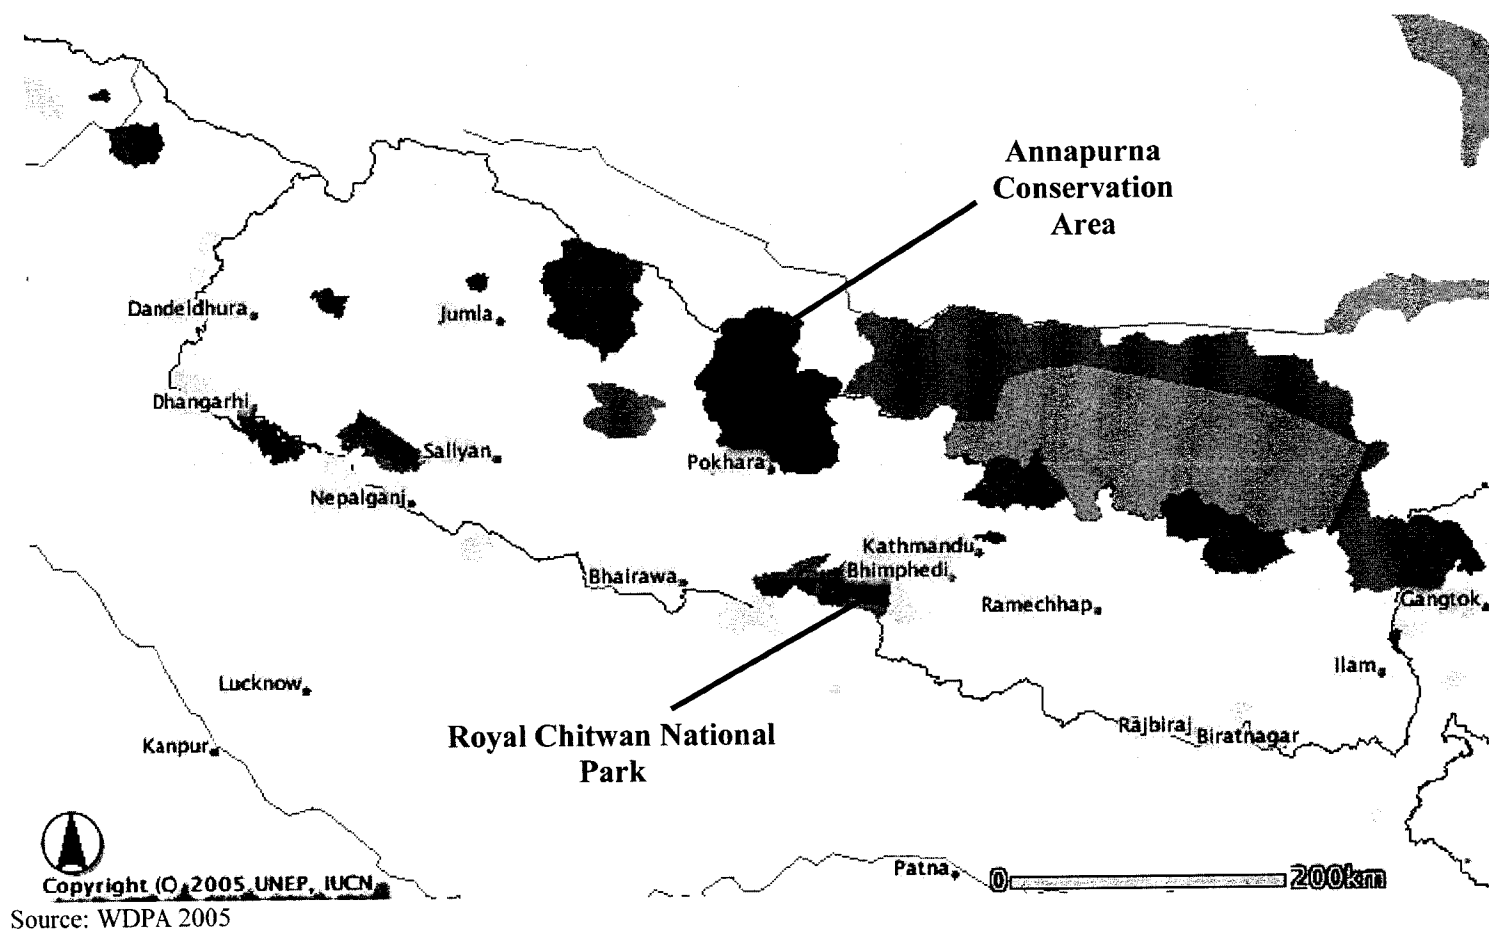 Annapurna
Conservation
Area
Dandeldhura
Jumla
Dhangarhi
Sallyan
Pokhara
Nepalganj
Kathmandu
Bhairawa
Bhimphedi
Ramechhap
Gangtok
Ilam
Lucknow
Royal Chitwan National
Park
Rajbiraj
Biratnagar
Kanpur
Patna
0
200km
Copyright (C) 2005 UNEP, IUCN
Source: WDPA 2005